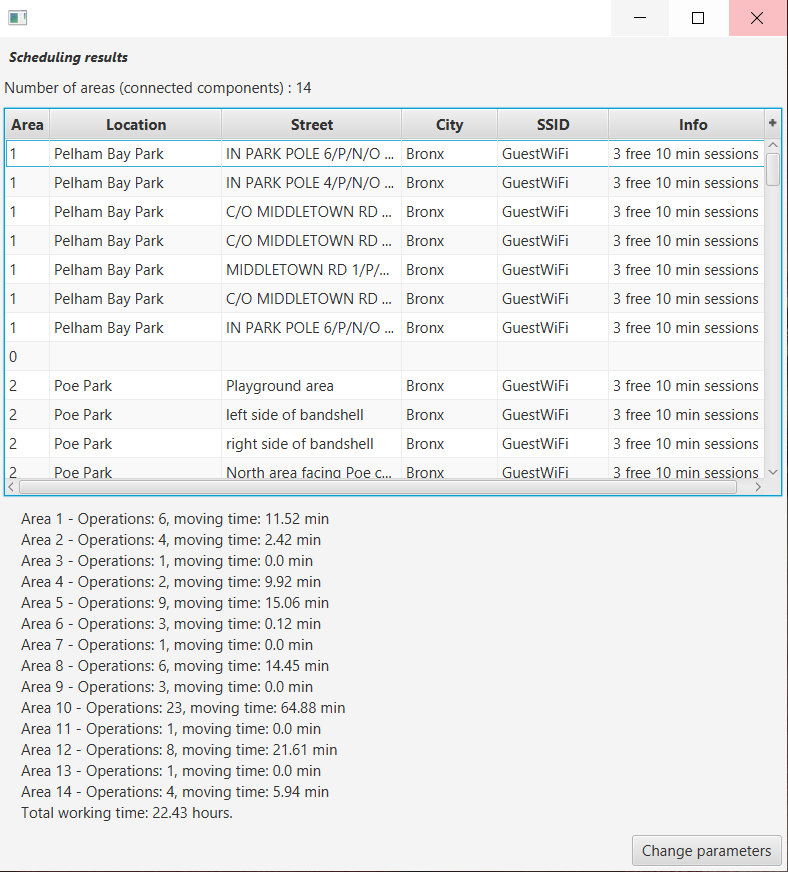 Scheduling results
Number of areas (connected components) : 14
Area Location Street City SSID Info +
1 Pelham Bay Park IN PARK POLE 6/P/N/O ... Bronx GuestWiFi 3 free 10 min sessions
1 Pelham Bay Park IN PARK POLE 4/P/N/O ... Bronx GuestWiFi 3 free 10 min sessions
1 Pelham Bay Park C/O MIDDLETOWN RD ... Bronx GuestWiFi 3 free 10 min sessions
1 Pelham Bay Park C/O MIDDLETOWN RD ... Bronx GuestWiFi 3 free 10 min sessions
1 Pelham Bay Park MIDDLETOWN RD 1/P/... Bronx GuestWiFi 3 free 10 min sessions
1 Pelham Bay Park C/O MIDDLETOWN RD ... Bronx GuestWiFi 3 free 10 min sessions
1 Pelham Bay Park IN PARK POLE 6/P/N/O ... Bronx GuestWiFi 3 free 10 min sessions
0
2 Poe Park Playground area Bronx GuestWiFi 3 free 10 min sessions
2 Poe Park left side of bandshell Bronx GuestWiFi 3 free 10 min sessions
2 Poe Park right side of bandshell Bronx GuestWiFi 3 free 10 min sessions
2 Poe Park North area facing Poe c... Bronx GuestWiFi 3 free 10 min sessions
Area 1 - Operations: 6, moving time: 11.52 min
Area 2 - Operations: 4, moving time: 2.42 min
Area 3 - Operations: 1, moving time: 0.0 min
Area 4 - Operations: 2, moving time: 9.92 min
Area 5 - Operations: 9, moving time: 15.06 min
Area 6 - Operations: 3, moving time: 0.12 min
Area 7 - Operations: 1, moving time: 0.0 min
Area 8 - Operations: 6, moving time: 14.45 min
Area 9 - Operations: 3, moving time: 0.0 min
Area 10 - Operations: 23, moving time: 64.88 min
Area 11 - Operations: 1, moving time: 0.0 min
Area 12 - Operations: 8, moving time: 21.61 min
Area 13 - Operations: 1, moving time: 0.0 min
Area 14 - Operations: 4, moving time: 5.94 min
Total working time: 22.43 hours.
Change parameters